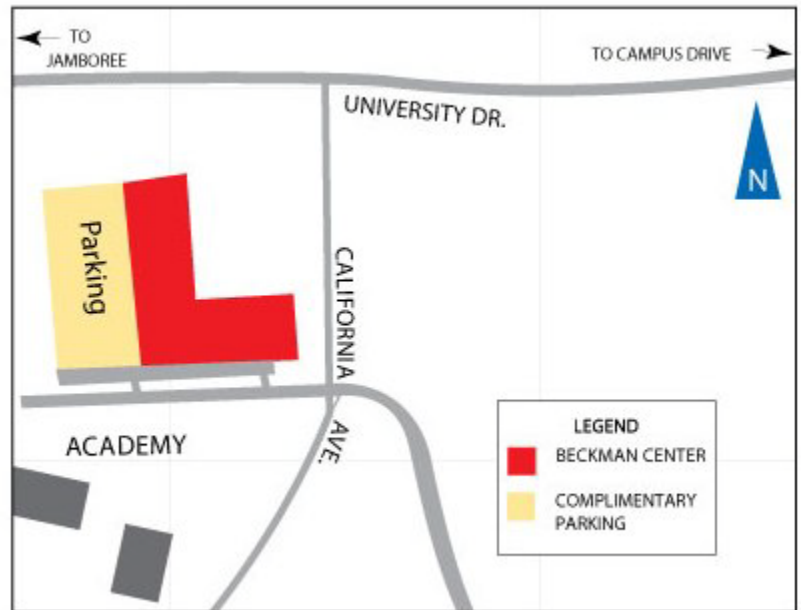 TO
JAMBOREE
TO CAMPUS DRIVE
UNIVERSITY DR.
N
Parking
CALIFORNIA
AVE.
ACADEMY
LEGEND
BECKMAN CENTER
COMPLIMENTARY
PARKING